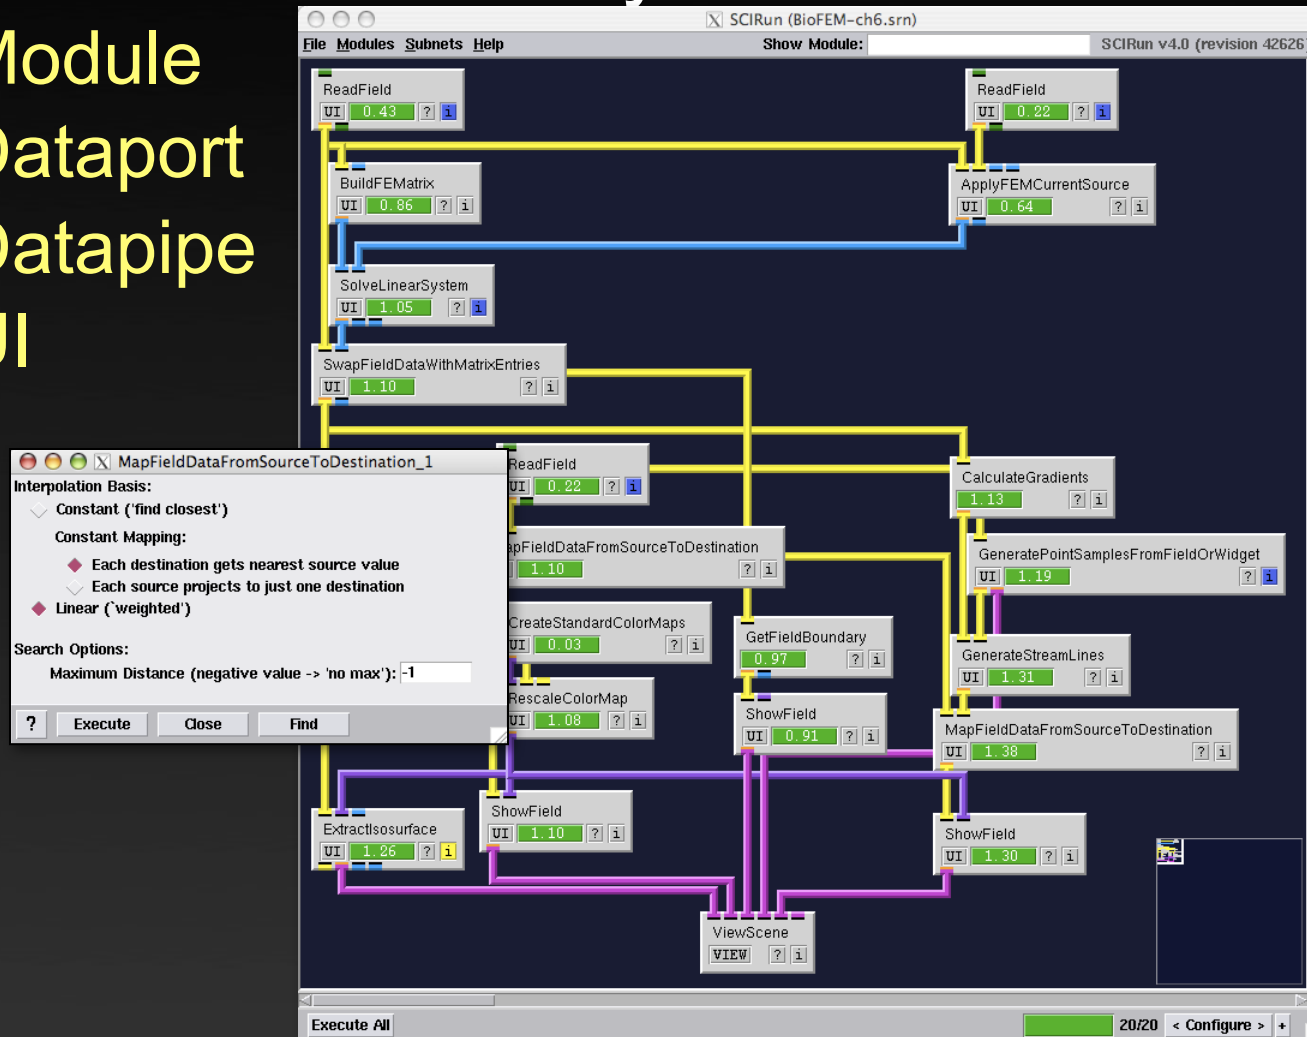 Module
Dataport
Datapipe
UI
SCIRun (BioFEM-ch6.srn)
File Modules Subnets Help
Show Module:
SCIRun v4.0 (revision 42626)
ReadField
UI 0.43 ? i
ReadField
UI 0.22 ? i
BuildFEMatrix
UI 0.86 ? i
ApplyFEMCurrentSource
UI 0.64 ? i
SolveLinearSystem
UI 1.05 ? i
SwapFieldDataWithMatrixEntries
UI 1.10 ? i
MapFieldDataFromSourceToDestination_1
Interpolation Basis:
Constant ('find closest')
Constant Mapping:
Each destination gets nearest source value
Each source projects to just one destination
Linear (`weighted')
Search Options:
Maximum Distance (negative value -> 'no max'): -1
? Execute Close Find
ReadField
UI 0.22 ? i
CalculateGradients
1.13 ? i
apFieldDataFromSourceToDestination
1.10 ? i
GeneratePointSamplesFromFieldOrWidget
UI 1.19 ? i
CreateStandardColorMaps
UI 0.03 ? i
GetFieldBoundary
0.97 ? i
GenerateStreamLines
UI 1.31 ? i
RescaleColorMap
UI 1.08 ? i
ShowField
UI 0.91 ? i
MapFieldDataFromSourceToDestination
UI 1.38 ? i
ExtractIsosurface
UI 1.26 ? i
ShowField
UI 1.10 ? i
ShowField
UI 1.30 ? i
ViewScene
VIEW ? i
Execute All
20/20 < Configure > +